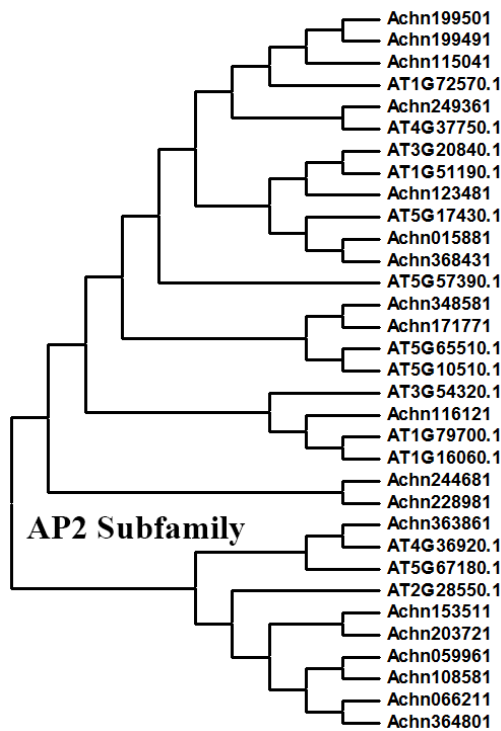 Achn199501
Achn199491
Achn115041
AT1G72570.1
Achn249361
AT4G37750.1
AT3G20840.1
AT1G51190.1
Achn123481
AT5G17430.1
Achn015881
Achn368431
AT5G57390.1
Achn348581
Achn171771
AT5G65510.1
AT5G10510.1
AT3G54320.1
Achn116121
AT1G79700.1
AT1G16060.1
Achn244681
Achn228981
AP2 Subfamily
Achn363861
AT4G36920.1
AT5G67180.1
AT2G28550.1
Achn153511
Achn203721
Achn059961
Achn108581
Achn066211
Achn364801